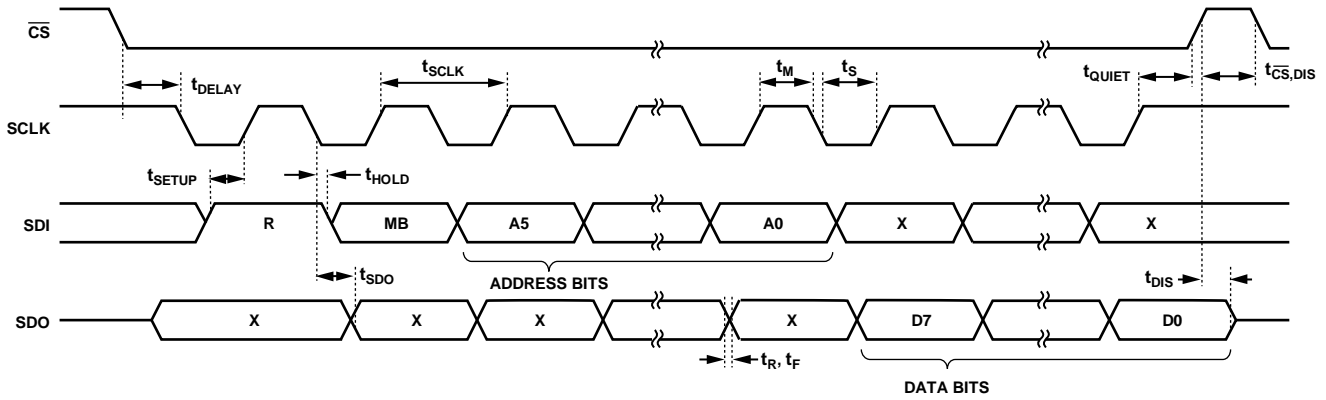 CS
tDELAY
tSCLK
tM
tS
tQUIET
tCS,DIS
SCLK
tSETUP
tHOLD
SDI
R
MB
A5
A0
X
X
tSDO
ADDRESS BITS
tDIS
SDO
X
X
X
X
D7
D0
tR, tF
DATA BITS